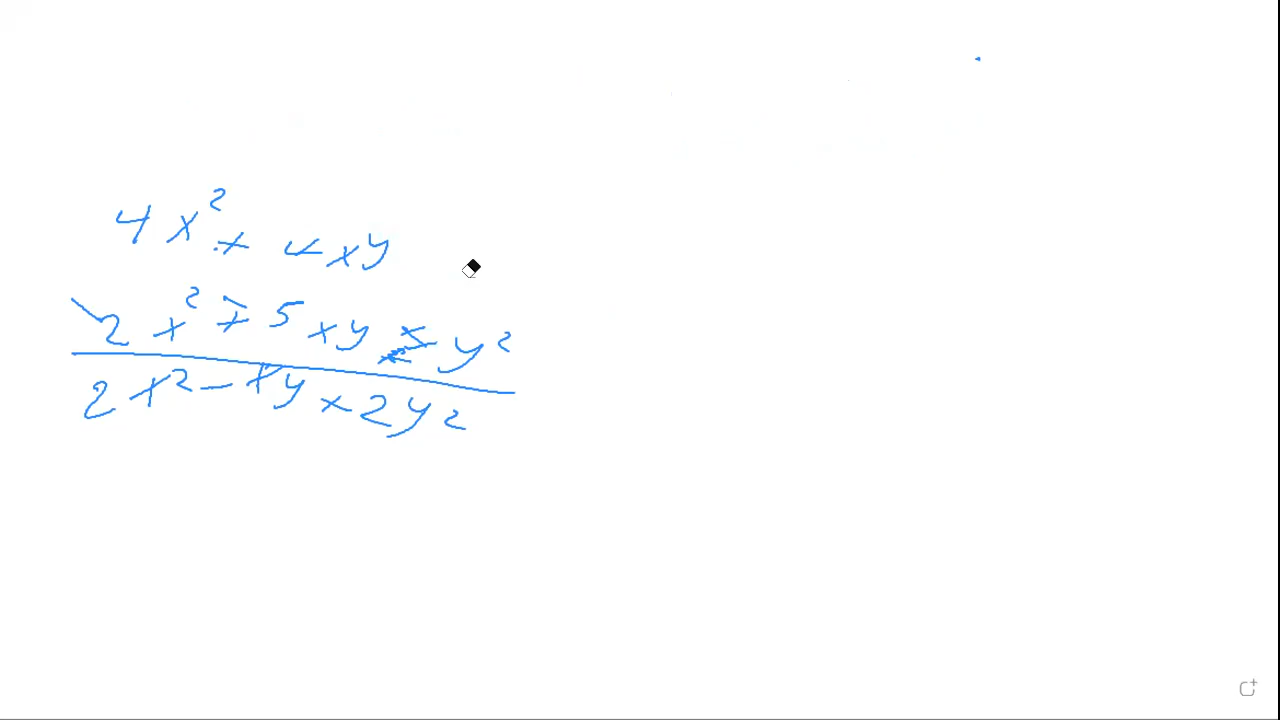 4x² + 4xy
- 2x² ∓ 5xy ∓ y²
2x² - xy + 2y²